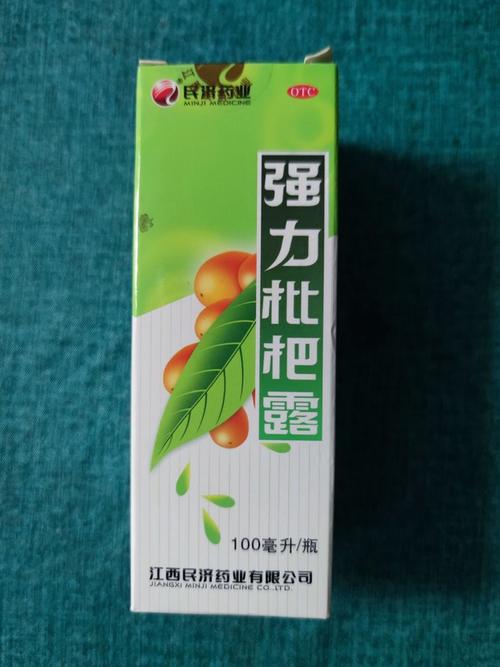 民济药业
MINJI MEDICINE
OTC
强力枇杷露
100毫升/瓶
江西民济药业有限公司
JIANGXI MINJI MEDICINE CO.,LTD.